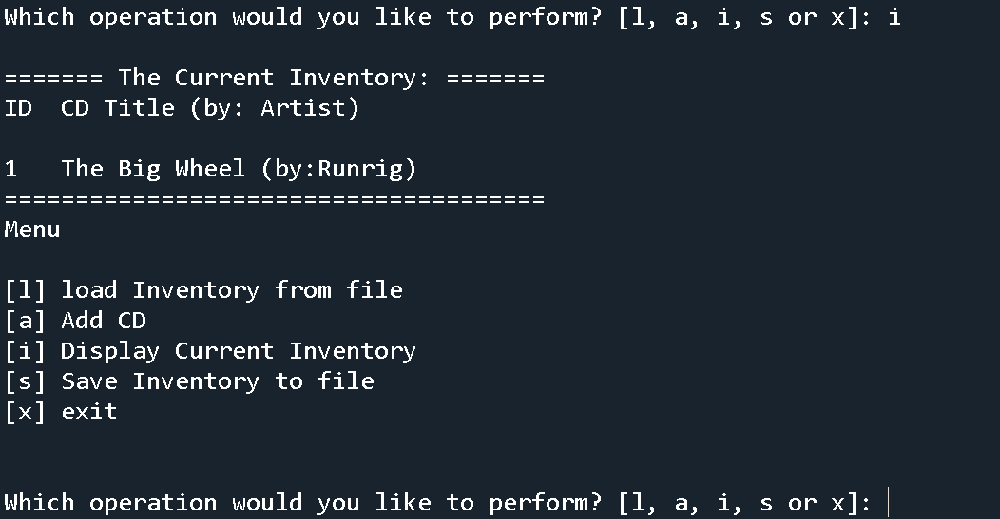 Which operation would you like to perform? [l, a, i, s or x]: i
======= The Current Inventory: =======
ID  CD Title (by: Artist)
1   The Big Wheel (by:Runrig)
======================================
Menu
[l] load Inventory from file
[a] Add CD
[i] Display Current Inventory
[s] Save Inventory to file
[x] exit
Which operation would you like to perform? [l, a, i, s or x]: